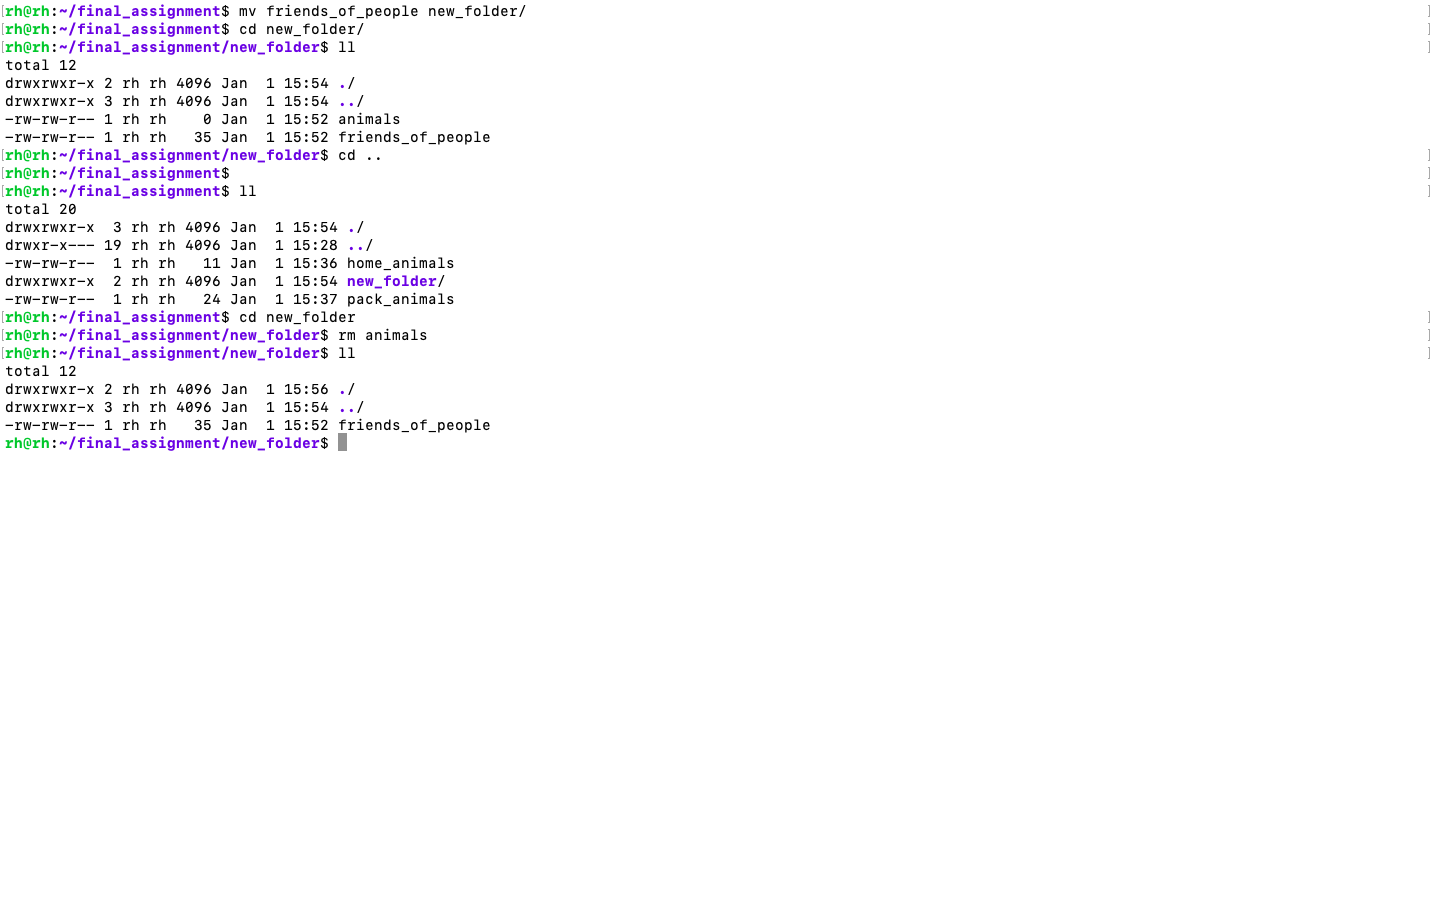 [rh@rh:~/final_assignment$ mv friends_of_people new_folder/ ]
[rh@rh:~/final_assignment$ cd new_folder/ ]
[rh@rh:~/final_assignment/new_folder$ ll ]
total 12
drwxrwxr-x 2 rh rh 4096 Jan  1 15:54 ./
drwxrwxr-x 3 rh rh 4096 Jan  1 15:54 ../
-rw-rw-r-- 1 rh rh    0 Jan  1 15:52 animals
-rw-rw-r-- 1 rh rh   35 Jan  1 15:52 friends_of_people
[rh@rh:~/final_assignment/new_folder$ cd .. ]
[rh@rh:~/final_assignment$ ]
[rh@rh:~/final_assignment$ ll ]
total 20
drwxrwxr-x  3 rh rh 4096 Jan  1 15:54 ./
drwxr-x--- 19 rh rh 4096 Jan  1 15:28 ../
-rw-rw-r--  1 rh rh   11 Jan  1 15:36 home_animals
drwxrwxr-x  2 rh rh 4096 Jan  1 15:54 new_folder/
-rw-rw-r--  1 rh rh   24 Jan  1 15:37 pack_animals
[rh@rh:~/final_assignment$ cd new_folder ]
[rh@rh:~/final_assignment/new_folder$ rm animals ]
[rh@rh:~/final_assignment/new_folder$ ll ]
total 12
drwxrwxr-x 2 rh rh 4096 Jan  1 15:56 ./
drwxrwxr-x 3 rh rh 4096 Jan  1 15:54 ../
-rw-rw-r-- 1 rh rh   35 Jan  1 15:52 friends_of_people
rh@rh:~/final_assignment/new_folder$